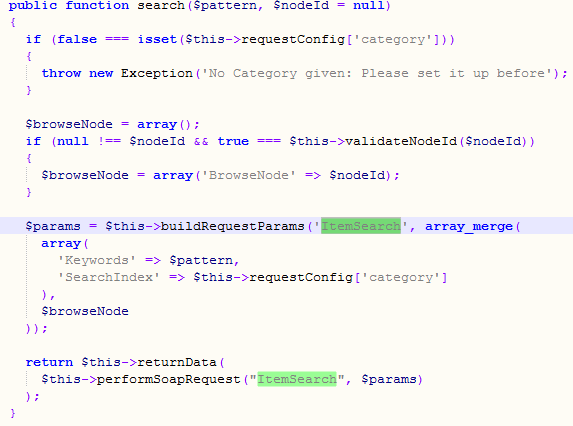 public function search($pattern, $nodeId = null)
{
if (false === isset($this->requestConfig['category']))
{
throw new Exception('No Category given: Please set it up before');
}
$browseNode = array();
if (null !== $nodeId && true === $this->validateNodeId($nodeId))
{
$browseNode = array('BrowseNode' => $nodeId);
}
$params = $this->buildRequestParams('ItemSearch', array_merge(
array(
'Keywords' => $pattern,
'SearchIndex' => $this->requestConfig['category']
),
$browseNode
));
return $this->returnData(
$this->performSoapRequest("ItemSearch", $params)
);
}